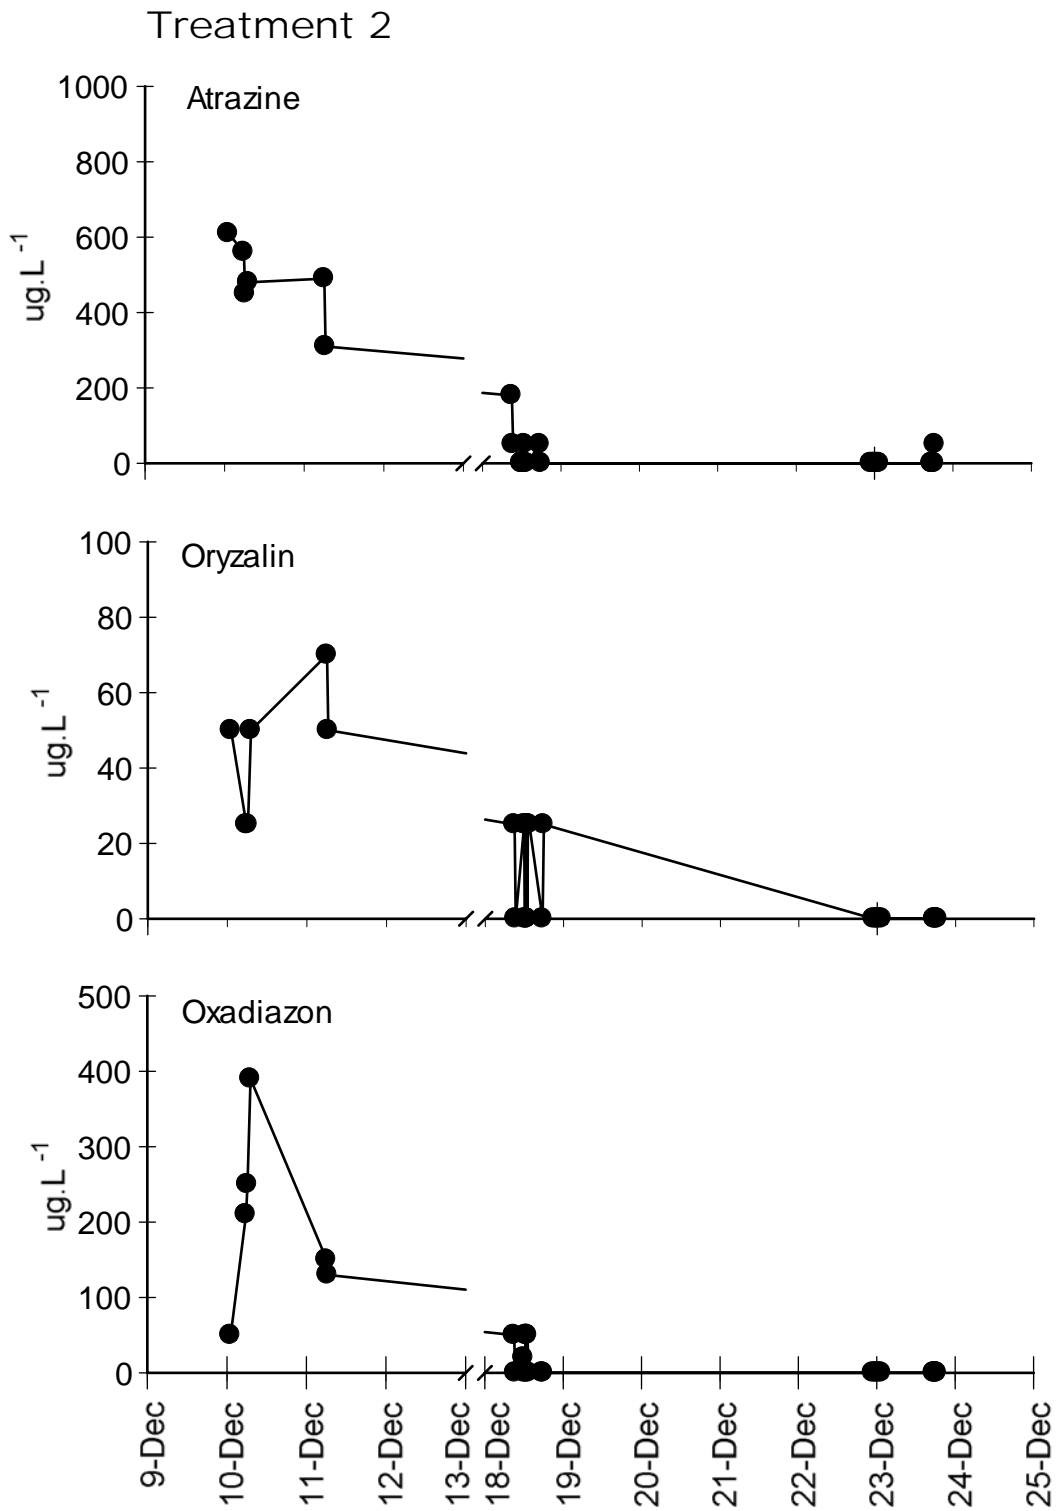 Treatment 2
Atrazine
1000
800
600
400
200
0
ug.L -1
Oryzalin
100
80
60
40
20
0
ug.L -1
Oxadiazon
500
400
300
200
100
0
ug.L -1
9-Dec
10-Dec
11-Dec
12-Dec
13-Dec
18-Dec
19-Dec
20-Dec
21-Dec
22-Dec
23-Dec
24-Dec
25-Dec